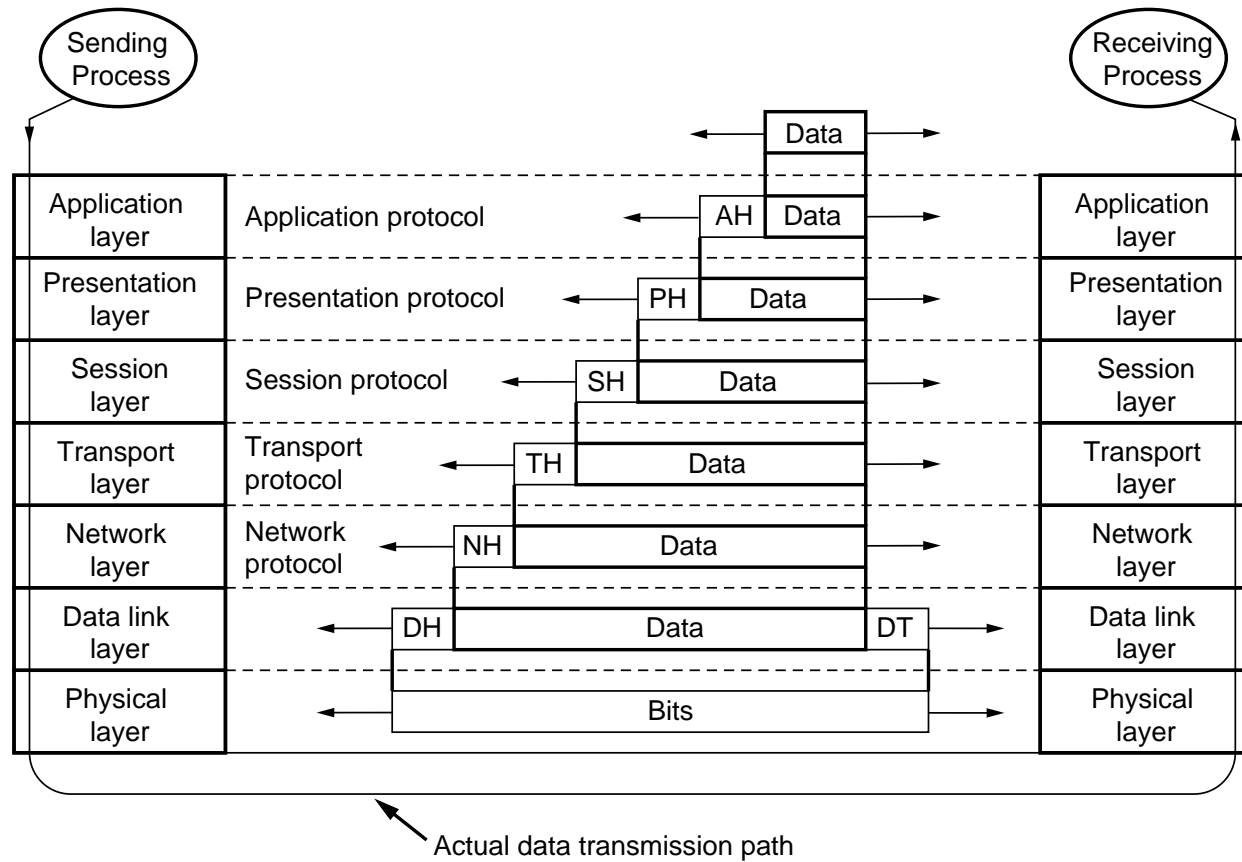 Sending
Process
Receiving
Process
Data
Application
layer
Application protocol
AH
Data
Application
layer
Presentation
layer
Presentation protocol
PH
Data
Presentation
layer
Session
layer
Session protocol
SH
Data
Session
layer
Transport
layer
Transport
protocol
TH
Data
Transport
layer
Network
layer
Network
protocol
NH
Data
Network
layer
Data link
layer
DH
Data
DT
Data link
layer
Physical
layer
Bits
Physical
layer
Actual data transmission path